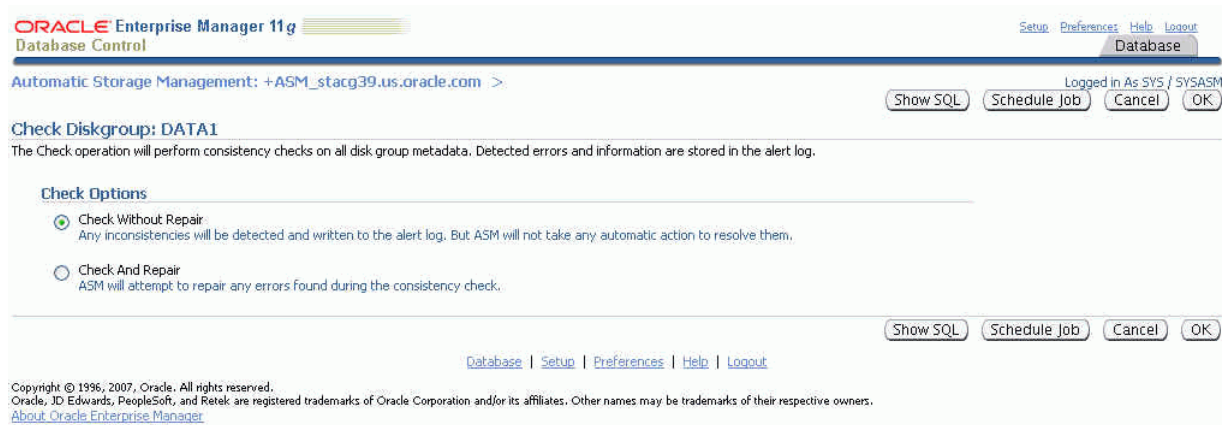 ORACLE Enterprise Manager 11g
Database Control
Setup Preferences Help Logout
Database
Automatic Storage Management: +ASM_stacg39.us.oracle.com >
Logged in As SYS / SYSASM
Show SQL Schedule Job Cancel OK
Check Diskgroup: DATA1
The Check operation will perform consistency checks on all disk group metadata. Detected errors and information are stored in the alert log.
Check Options
Check Without Repair
Any inconsistencies will be detected and written to the alert log. But ASM will not take any automatic action to resolve them.
Check And Repair
ASM will attempt to repair any errors found during the consistency check.
Show SQL Schedule Job Cancel OK
Database | Setup | Preferences | Help | Logout
Copyright © 1996, 2007, Oracle. All rights reserved.
Oracle, JD Edwards, PeopleSoft, and Retek are registered trademarks of Oracle Corporation and/or its affiliates. Other names may be trademarks of their respective owners.
About Oracle Enterprise Manager